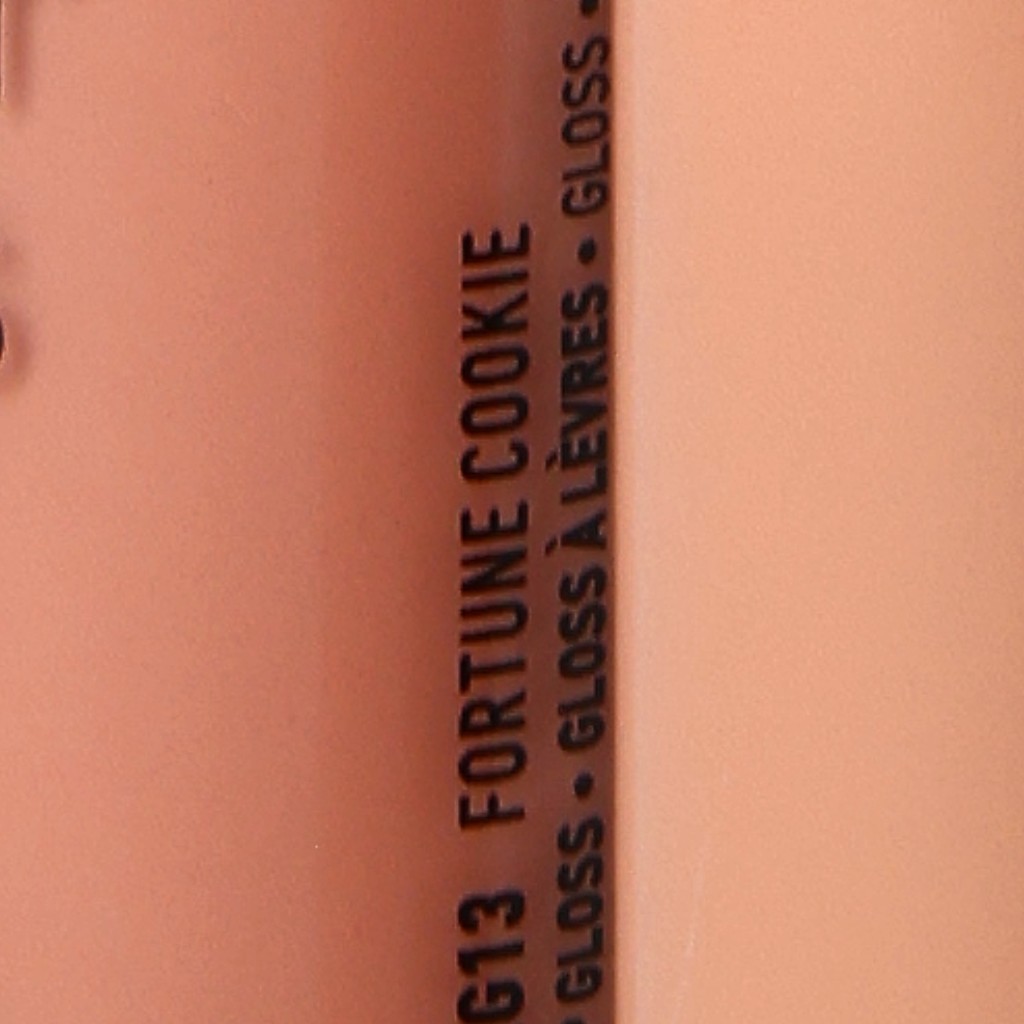 G13 FORTUNE COOKIE
GLOSS • GLOSS À LÈVRES • GLOSS •